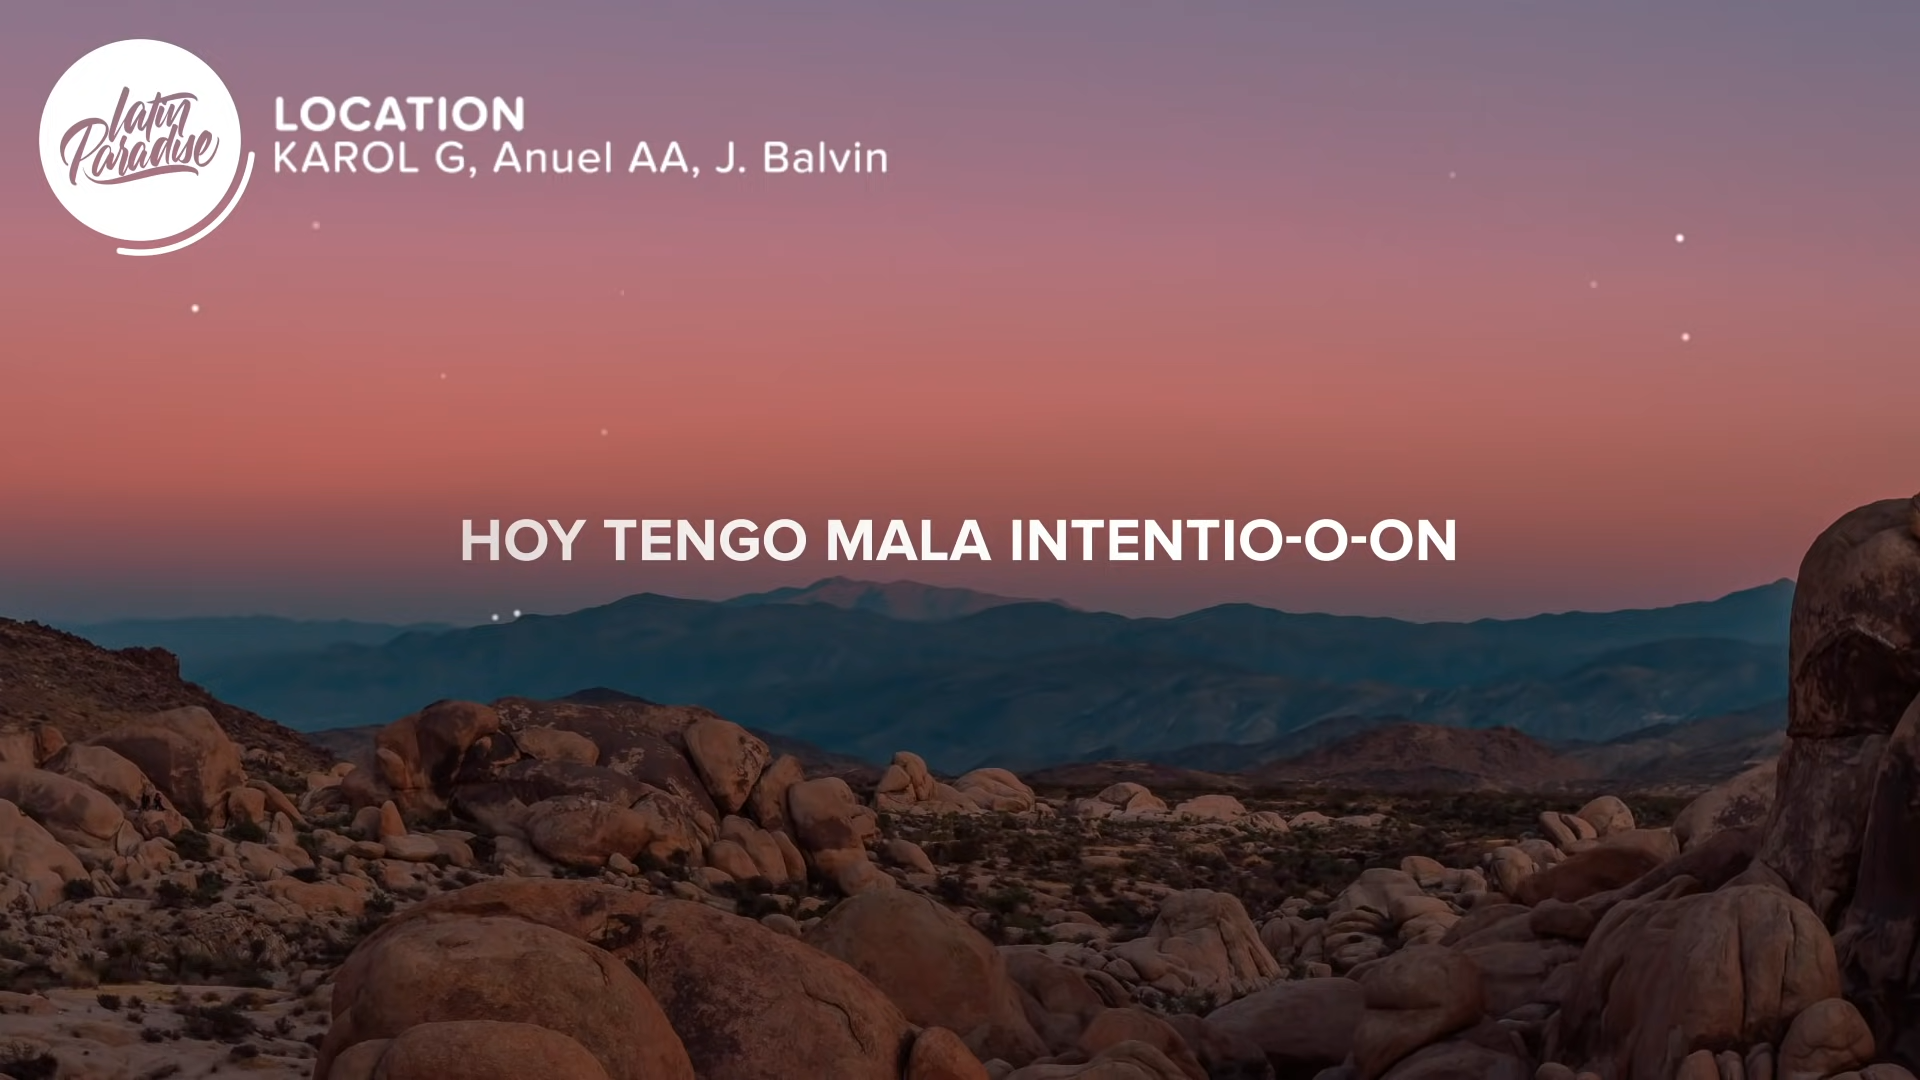 latin
Paradise
LOCATION
KAROL G, Anuel AA, J. Balvin
HOY TENGO MALA INTENTIO-O-ON